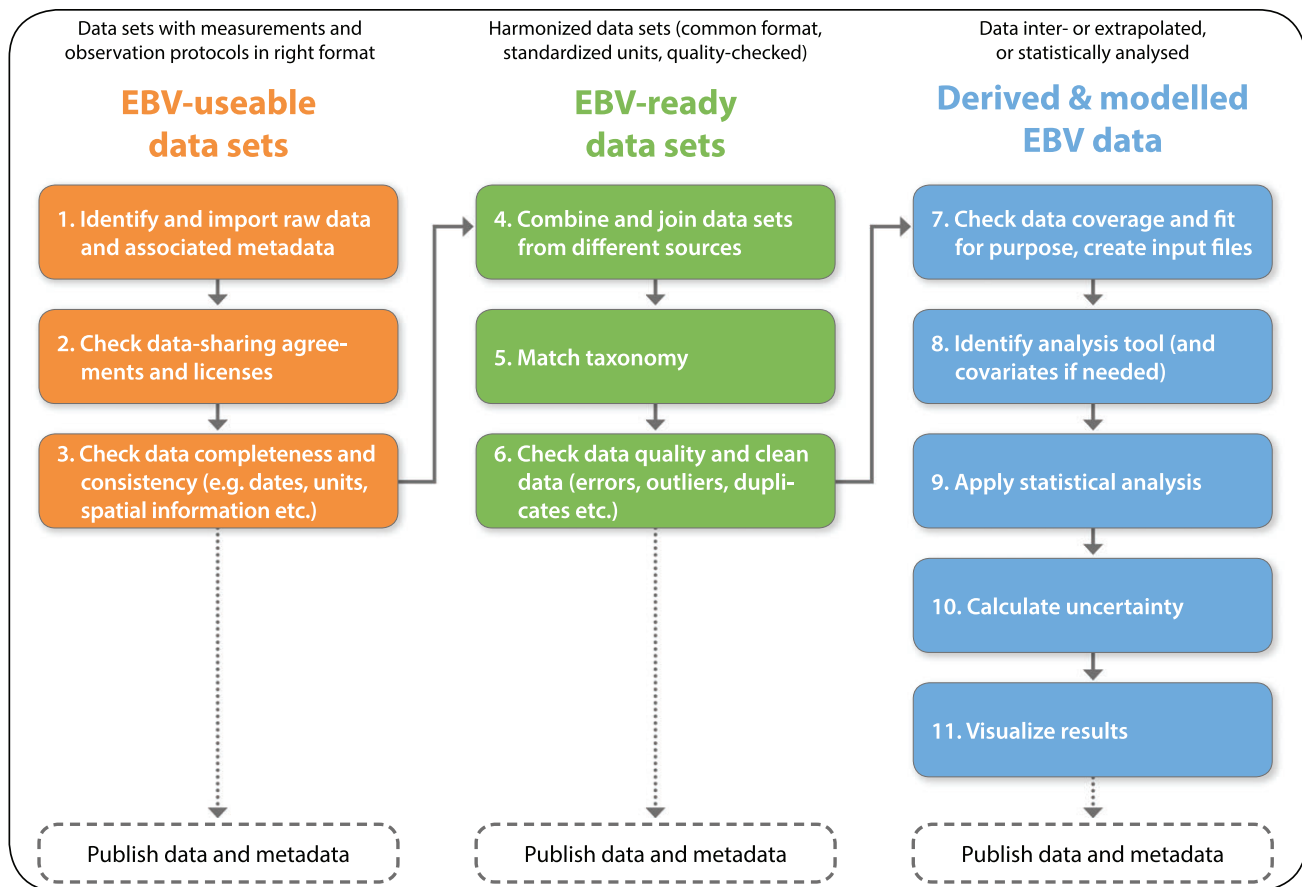 Data sets with measurements and
observation protocols in right format
EBV-useable
data sets
1. Identify and import raw data
and associated metadata
2. Check data-sharing agree-
ments and licenses
3. Check data completeness and
consistency (e.g. dates, units,
spatial information etc.)
Publish data and metadata
Harmonized data sets (common format,
standardized units, quality-checked)
EBV-ready
data sets
4. Combine and join data sets
from different sources
5. Match taxonomy
6. Check data quality and clean
data (errors, outliers, dupli-
cates etc.)
Publish data and metadata
Data inter- or extrapolated,
or statistically analysed
Derived & modelled
EBV data
7. Check data coverage and fit
for purpose, create input files
8. Identify analysis tool (and
covariates if needed)
9. Apply statistical analysis
10. Calculate uncertainty
11. Visualize results
Publish data and metadata